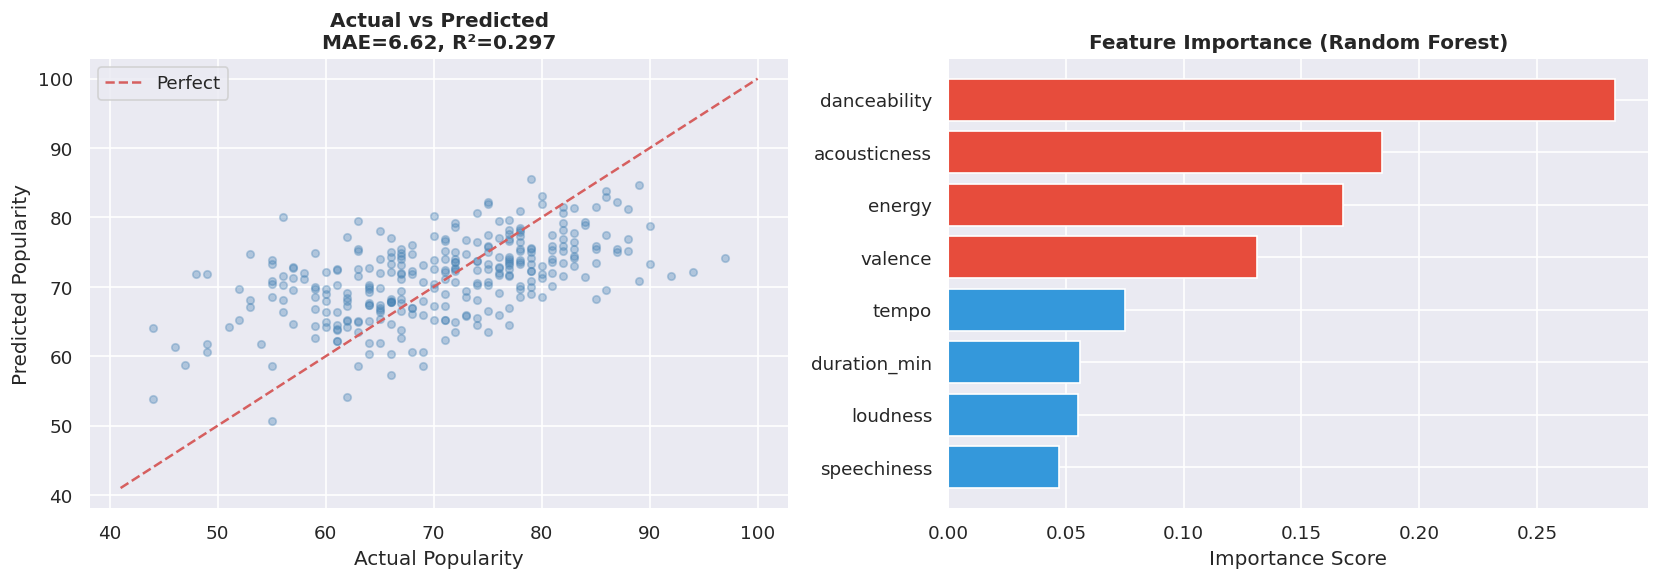 Actual vs Predicted
MAE=6.62, R²=0.297
Perfect
100
90
80
70
60
50
40
Predicted Popularity
40 50 60 70 80 90 100
Actual Popularity
Feature Importance (Random Forest)
danceability
acousticness
energy
valence
tempo
duration_min
loudness
speechiness
0.00 0.05 0.10 0.15 0.20 0.25
Importance Score